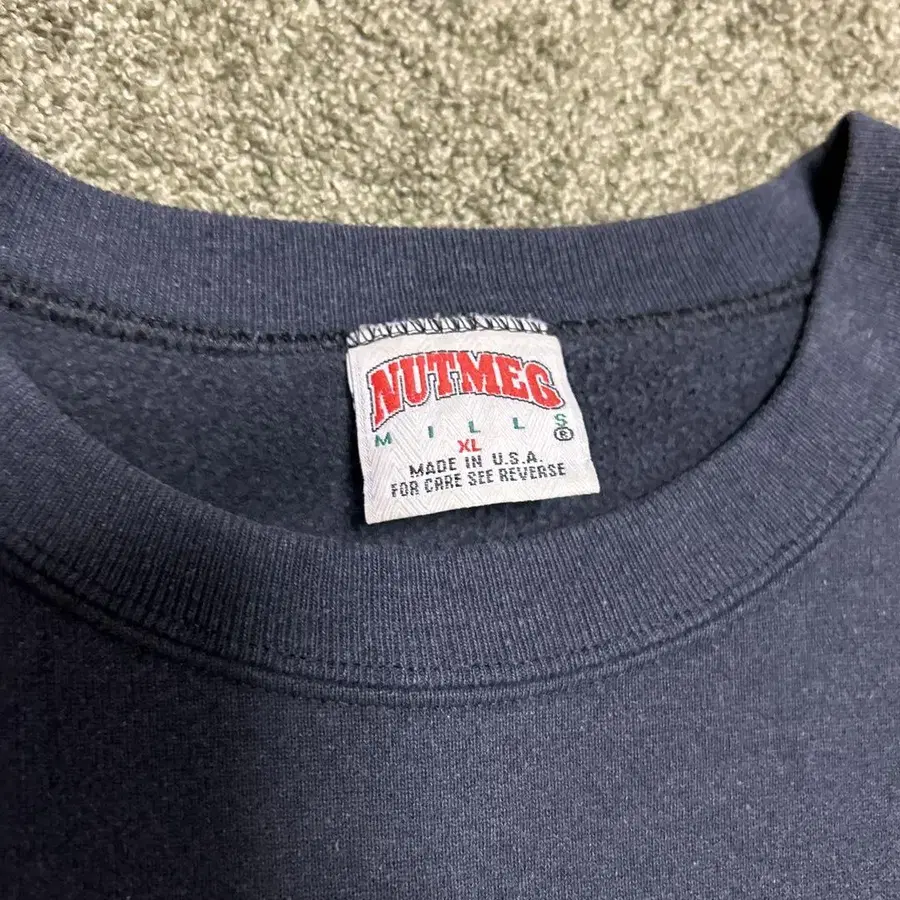 NUTMEG
MILLS®
XL
MADE IN U.S.A.
FOR CARE SEE REVERSE